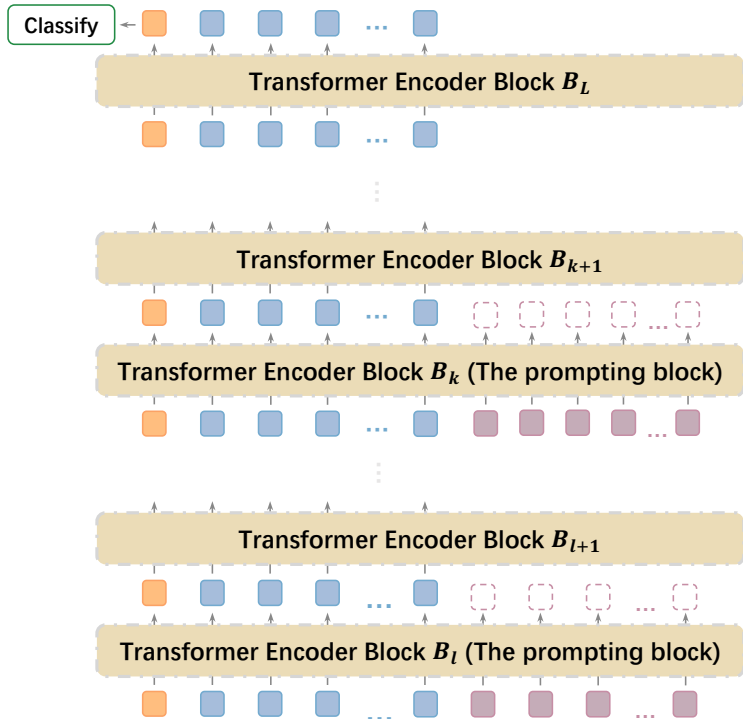 Classify
...
Transformer Encoder Block B_L
...
...
Transformer Encoder Block B_{k+1}
... ...
Transformer Encoder Block B_k (The prompting block)
... ...
...
Transformer Encoder Block B_{l+1}
... ...
Transformer Encoder Block B_l (The prompting block)
... ...